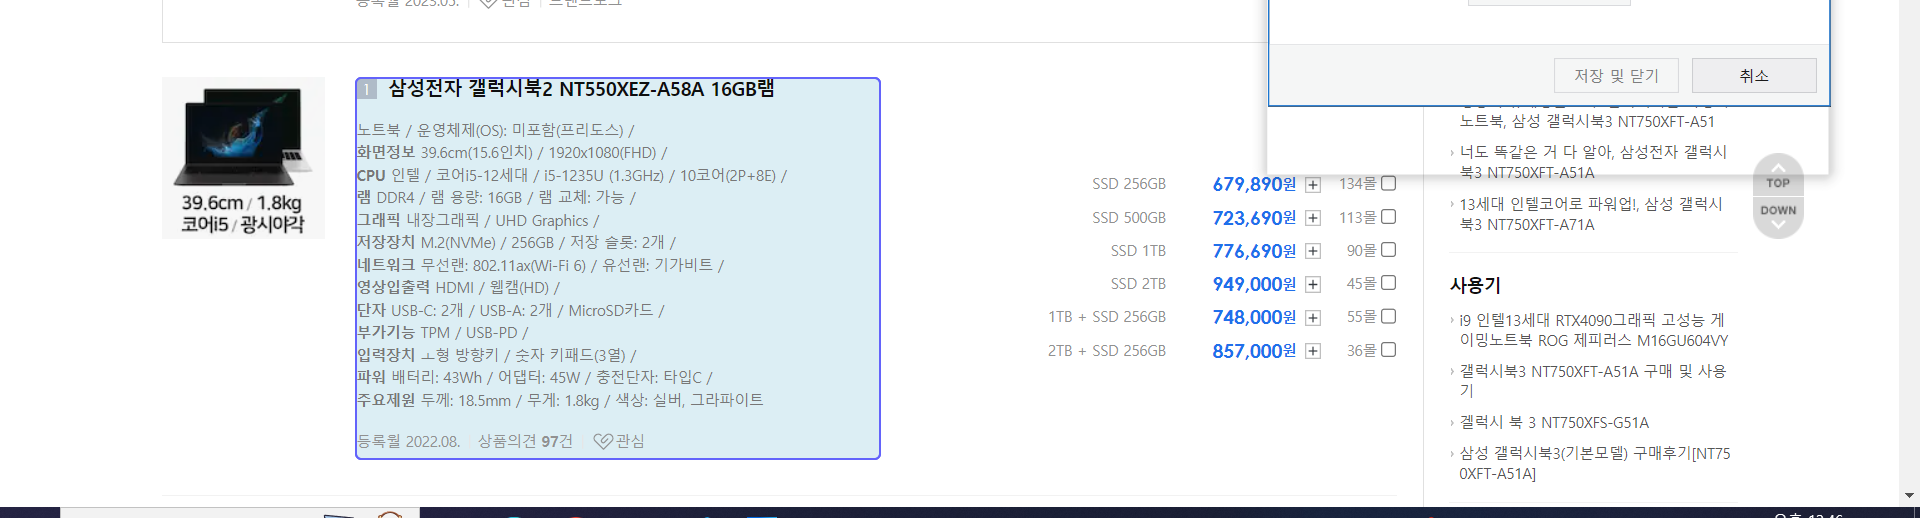 등록월 2023.05. 관심 브랜드로그
저장 및 닫기 취소
39.6cm / 1.8kg
코어i5 / 광시야각
1 삼성전자 갤럭시북2 NT550XEZ-A58A 16GB램
노트북 / 운영체제(OS): 미포함(프리도스) /
화면정보 39.6cm(15.6인치) / 1920x1080(FHD) /
CPU 인텔 / 코어i5-12세대 / i5-1235U (1.3GHz) / 10코어(2P+8E) /
램 DDR4 / 램 용량: 16GB / 램 교체: 가능 /
그래픽 내장그래픽 / UHD Graphics /
저장장치 M.2(NVMe) / 256GB / 저장 슬롯: 2개 /
네트워크 무선랜: 802.11ax(Wi-Fi 6) / 유선랜: 기가비트 /
영상입출력 HDMI / 웹캠(HD) /
단자 USB-C: 2개 / USB-A: 2개 / MicroSD카드 /
부가기능 TPM / USB-PD /
입력장치 ㅗ형 방향키 / 숫자 키패드(3열) /
파워 배터리: 43Wh / 어댑터: 45W / 충전단자: 타입C /
주요제원 두께: 18.5mm / 무게: 1.8kg / 색상: 실버, 그라파이트
등록월 2022.08. 상품의견 97건 관심
SSD 256GB 679,890원 134몰
SSD 500GB 723,690원 113몰
SSD 1TB 776,690원 90몰
SSD 2TB 949,000원 45몰
1TB + SSD 256GB 748,000원 55몰
2TB + SSD 256GB 857,000원 36몰
노트북, 삼성 갤럭시북3 NT750XFT-A51
너도 똑같은 거 다 알아, 삼성전자 갤럭시
북3 NT750XFT-A51A
13세대 인텔코어로 파워업!, 삼성 갤럭시
북3 NT750XFT-A71A
TOP
DOWN
사용기
i9 인텔13세대 RTX4090그래픽 고성능 게
이밍노트북 ROG 제피러스 M16GU604VY
갤럭시북3 NT750XFT-A51A 구매 및 사용
기
겔럭시 북 3 NT750XFS-G51A
삼성 갤럭시북3(기본모델) 구매후기[NT75
0XFT-A51A]